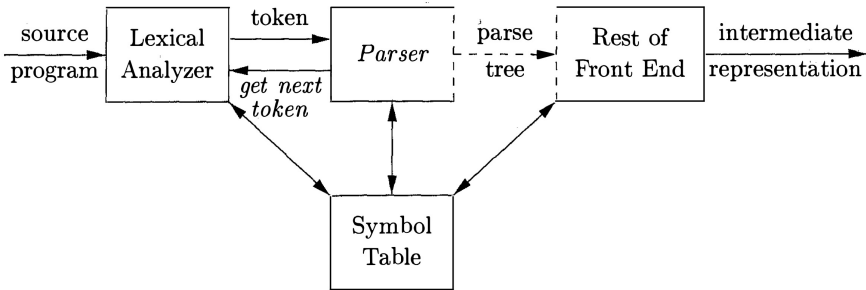 source
program
Lexical
Analyzer
token
get next
token
Parser
parse
tree
Rest of
Front End
intermediate
representation
Symbol
Table